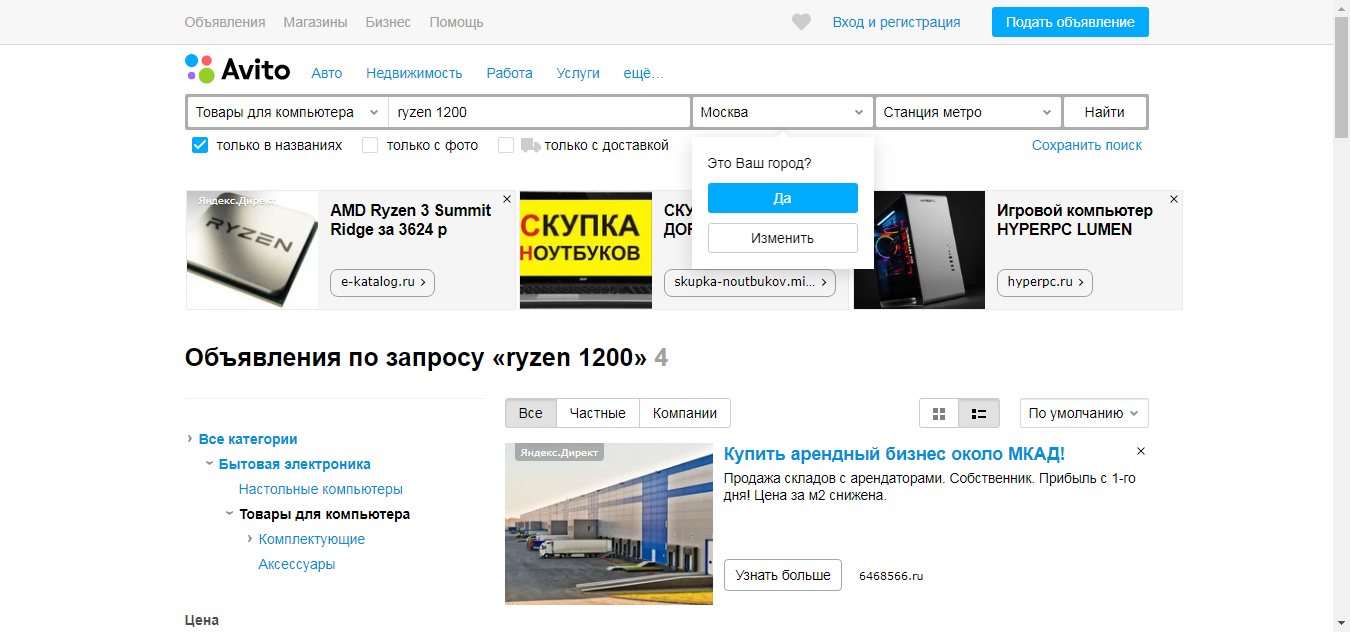 Объявления Магазины Бизнес Помощь Вход и регистрация Подать объявление
Avito Авто Недвижимость Работа Услуги ещё...
Товары для компьютера ryzen 1200 Москва Станция метро Найти
только в названиях только с фото только с доставкой Сохранить поиск
Это Ваш город?
Да
Изменить
Яндекс.Директ
RYZEN
AMD Ryzen 3 Summit
Ridge за 3624 р
e-katalog.ru
СКУПКА
НОУТБУКОВ
СКУ
ДОР
skupka-noutbukov.mi...
Игровой компьютер
HYPERPC LUMEN
hyperpc.ru
Объявления по запросу «ryzen 1200» 4
Все Частные Компании По умолчанию
Все категории
Бытовая электроника
Настольные компьютеры
Товары для компьютера
Комплектующие
Аксессуары
Цена
Яндекс.Директ
Купить арендный бизнес около МКАД!
Продажа складов с арендаторами. Собственник. Прибыль с 1-го
дня! Цена за м2 снижена.
Узнать больше 6468566.ru